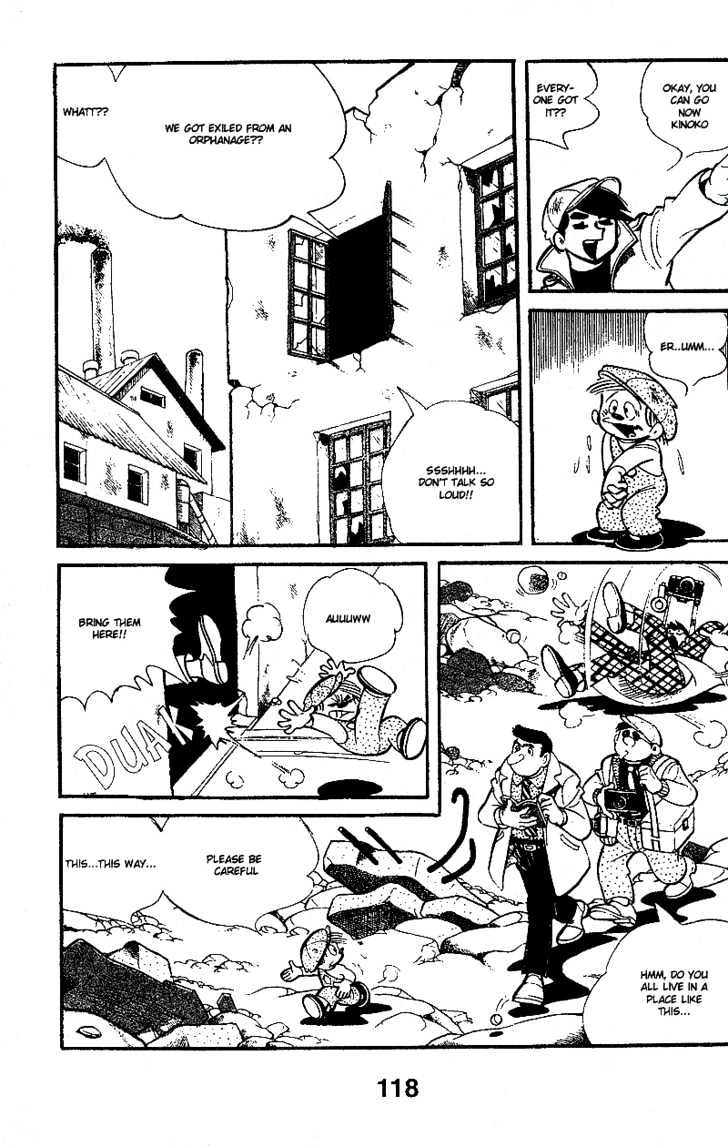 WHATT??
WE GOT EXILED FROM AN
ORPHANAGE??
SSSHHHH...
DON'T TALK SO
LOUD!!
EVERY-
ONE GOT
IT??
OKAY, YOU
CAN GO
NOW
KINOKO
ER..UMM...
BRING THEM
HERE!!
DUAK
AUUUWW
THIS...THIS WAY...
PLEASE BE
CAREFUL
HMM, DO YOU
ALL LIVE IN A
PLACE LIKE
THIS...
118